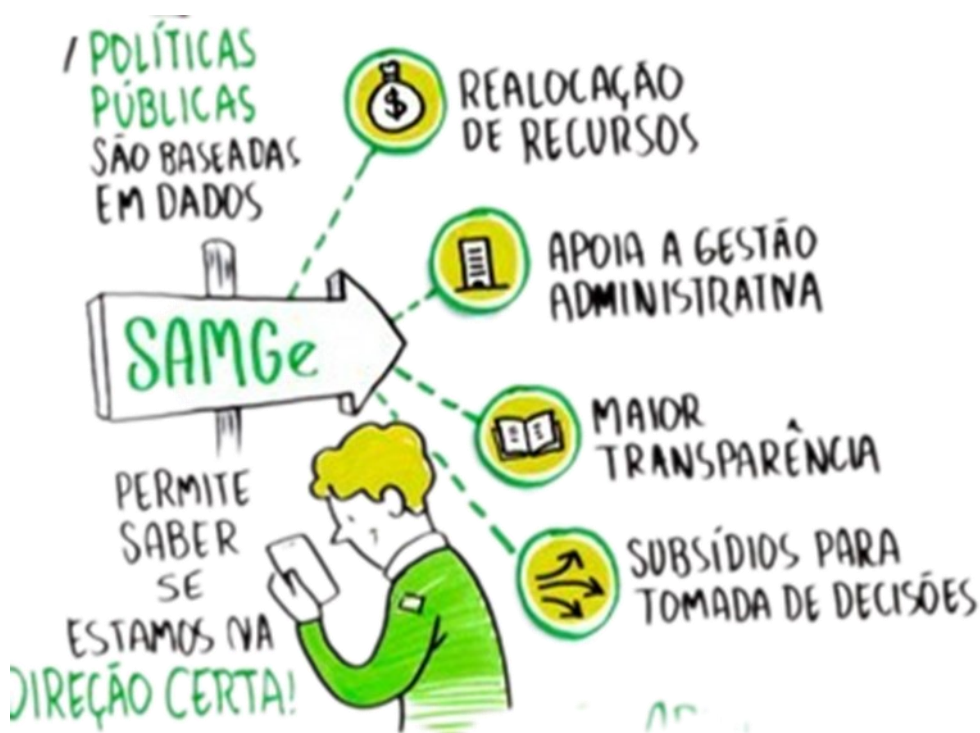 / POLÍTICAS
PÚBLICAS
SÃO BASEADAS
EM DADOS
REALOCAÇÃO
DE RECURSOS
APOIA A GESTÃO
ADMINISTRATIVA
SAMGe
MAIOR
TRANSPARÊNCIA
PERMITE
SABER
SE
ESTAMOS NA
DIREÇÃO CERTA!
SUBSÍDIOS PARA
TOMADA DE DECISÕES